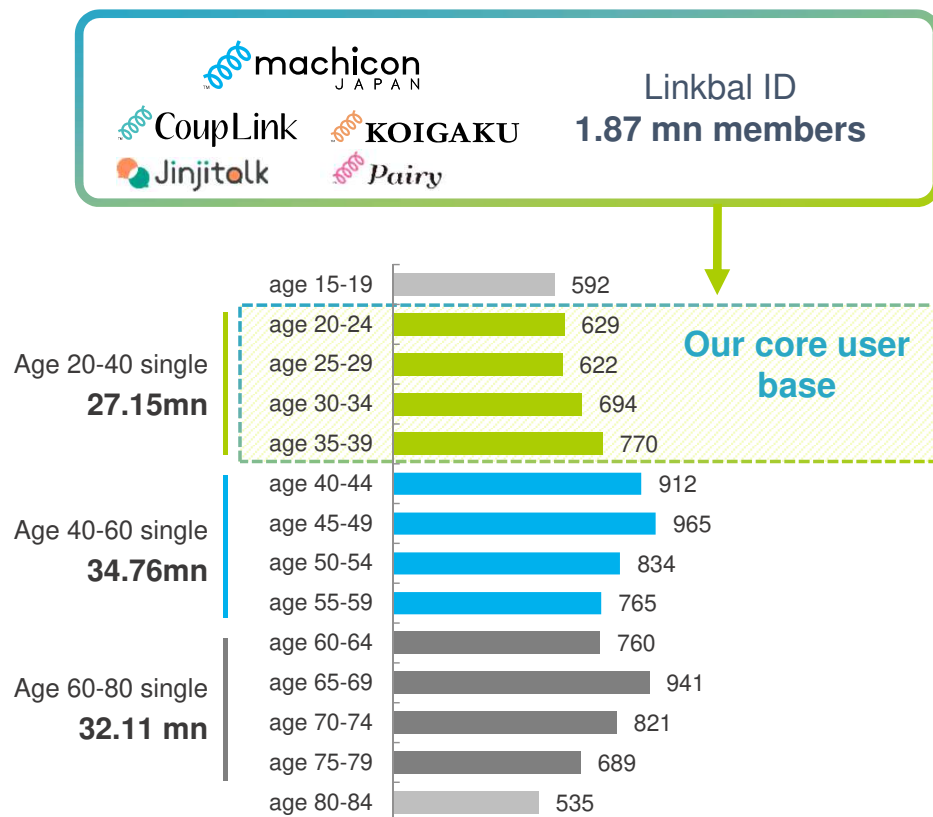 machicon
JAPAN
TM
CoupLink
KOIGAKU
Jinjitalk
Pairy
Linkbal ID
1.87 mn members
age 15-19 592
age 20-24 629
age 25-29 622
age 30-34 694
age 35-39 770
Our core user
base
Age 20-40 single
27.15mn
age 40-44 912
age 45-49 965
age 50-54 834
age 55-59 765
Age 40-60 single
34.76mn
age 60-64 760
age 65-69 941
age 70-74 821
age 75-79 689
Age 60-80 single
32.11 mn
age 80-84 535